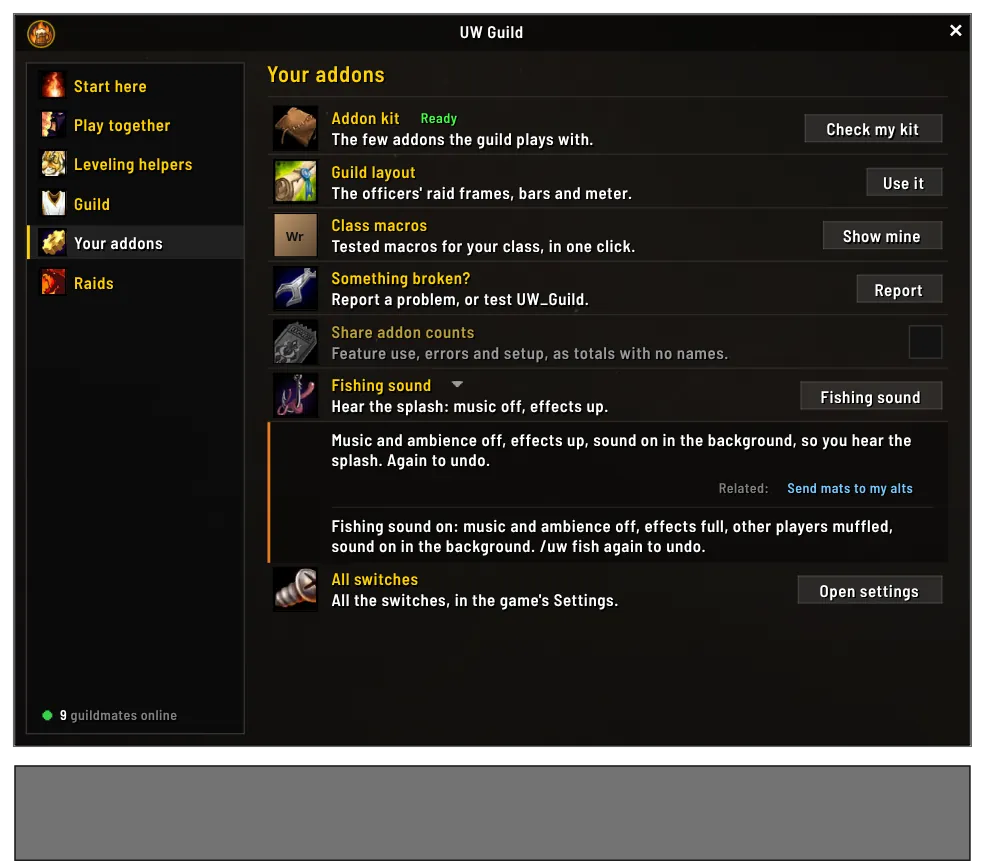 UW Guild
Start here
Play together
Leveling helpers
Guild
Your addons
Raids
9 guildmates online
Your addons
Addon kit Ready
The few addons the guild plays with.
Check my kit
Guild layout
The officers' raid frames, bars and meter.
Use it
Wr
Class macros
Tested macros for your class, in one click.
Show mine
Something broken?
Report a problem, or test UW_Guild.
Report
Share addon counts
Feature use, errors and setup, as totals with no names.
Fishing sound
Hear the splash: music off, effects up.
Fishing sound
Music and ambience off, effects up, sound on in the background, so you hear the
splash. Again to undo.
Related: Send mats to my alts
Fishing sound on: music and ambience off, effects full, other players muffled,
sound on in the background. /uw fish again to undo.
All switches
All the switches, in the game's Settings.
Open settings